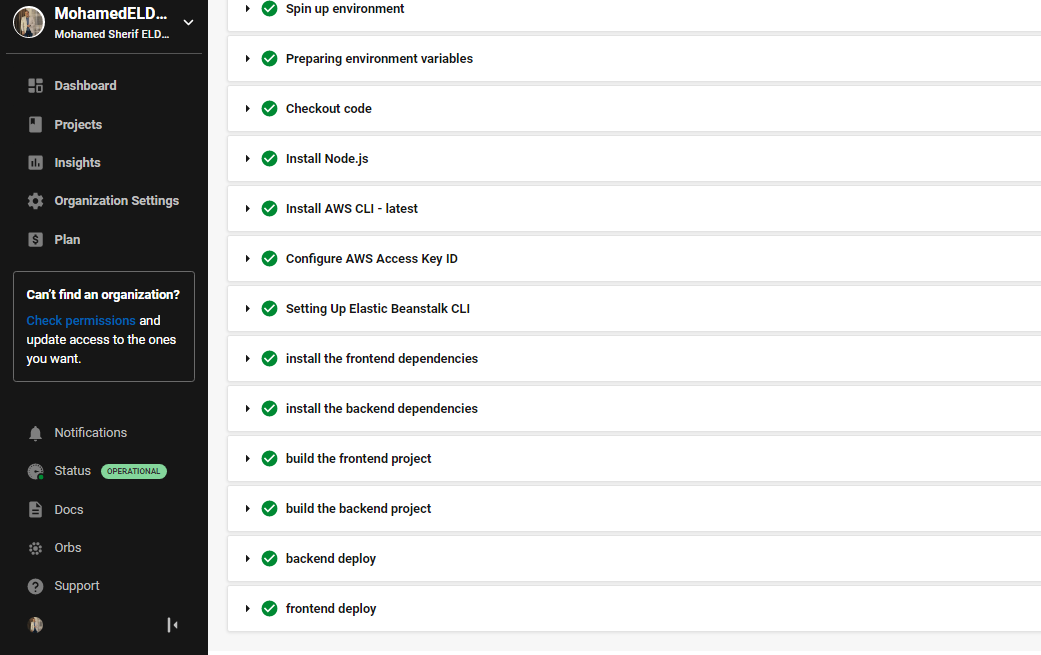 MohamedELD...
Mohamed Sherif ELD...
Dashboard
Projects
Insights
Organization Settings
Plan
Can't find an organization?
Check permissions and
update access to the ones
you want.
Notifications
Status OPERATIONAL
Docs
Orbs
Support
Spin up environment
Preparing environment variables
Checkout code
Install Node.js
Install AWS CLI - latest
Configure AWS Access Key ID
Setting Up Elastic Beanstalk CLI
install the frontend dependencies
install the backend dependencies
build the frontend project
build the backend project
backend deploy
frontend deploy